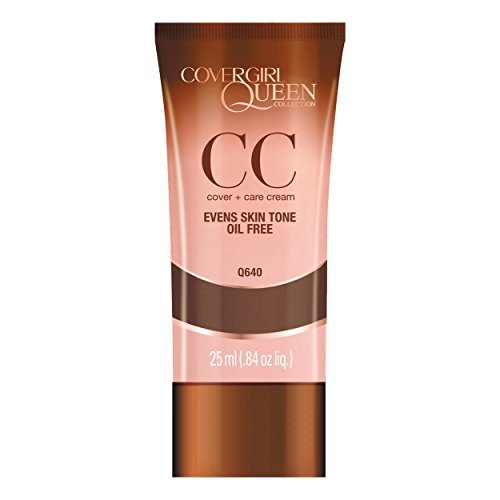 COVERGIRL
QUEEN
COLLECTION
CC
cover + care cream
EVENS SKIN TONE
OIL FREE
Q640
25 ml (.84 oz liq.)